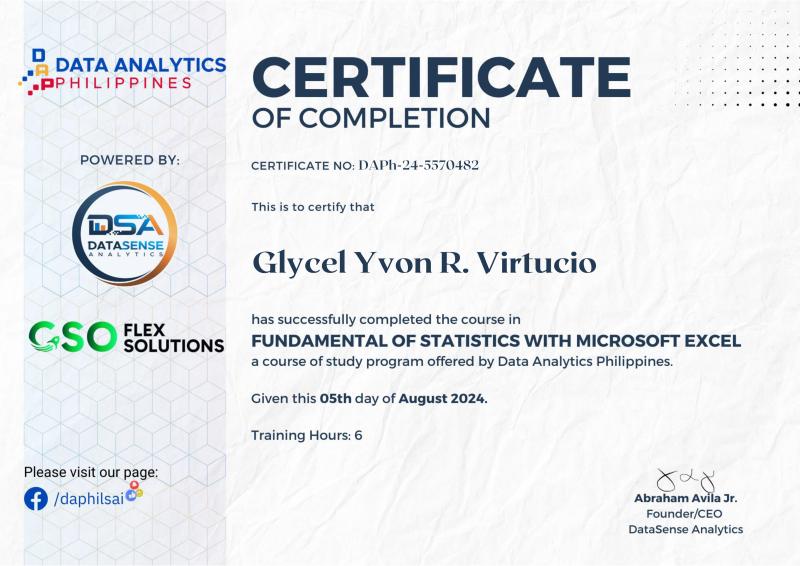 DAP
DATA ANALYTICS
PHILIPPINES
POWERED BY:
DSA
DATASENSE
ANALYTICS
GSO FLEX
SOLUTIONS
Please visit our page:
/daphilsai
CERTIFICATE
OF COMPLETION
CERTIFICATE NO: DAPh-24-5570482
This is to certify that
Glycel Yvon R. Virtucio
has successfully completed the course in
FUNDAMENTAL OF STATISTICS WITH MICROSOFT EXCEL
a course of study program offered by Data Analytics Philippines.
Given this 05th day of August 2024.
Training Hours: 6
Abraham Avila Jr.
Founder/CEO
DataSense Analytics